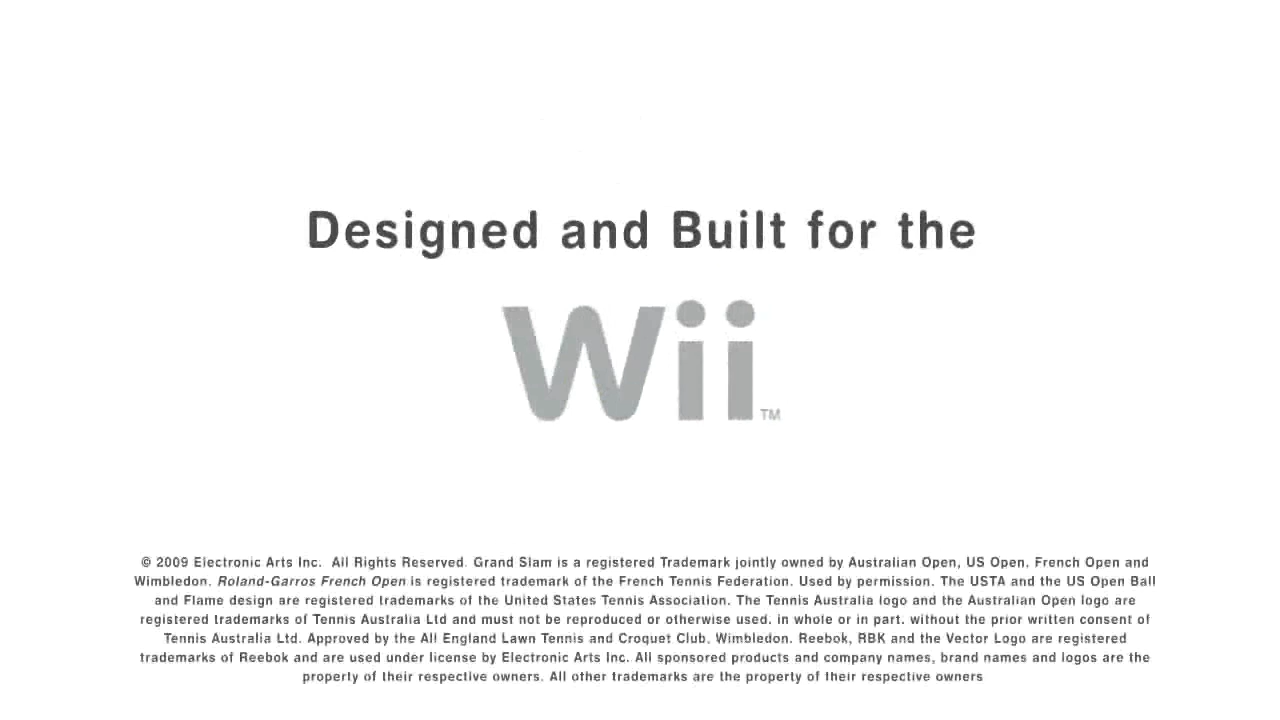 Designed and Built for the
Wii™
© 2009 Electronic Arts Inc. All Rights Reserved. Grand Slam is a registered Trademark jointly owned by Australian Open, US Open, French Open and
Wimbledon. Roland-Garros French Open is registered trademark of the French Tennis Federation. Used by permission. The USTA and the US Open Ball
and Flame design are registered trademarks of the United States Tennis Association. The Tennis Australia logo and the Australian Open logo are
registered trademarks of Tennis Australia Ltd and must not be reproduced or otherwise used, in whole or in part, without the prior written consent of
Tennis Australia Ltd. Approved by the All England Lawn Tennis and Croquet Club, Wimbledon. Reebok, RBK and the Vector Logo are registered
trademarks of Reebok and are used under license by Electronic Arts Inc. All sponsored products and company names, brand names and logos are the
property of their respective owners. All other trademarks are the property of their respective owners